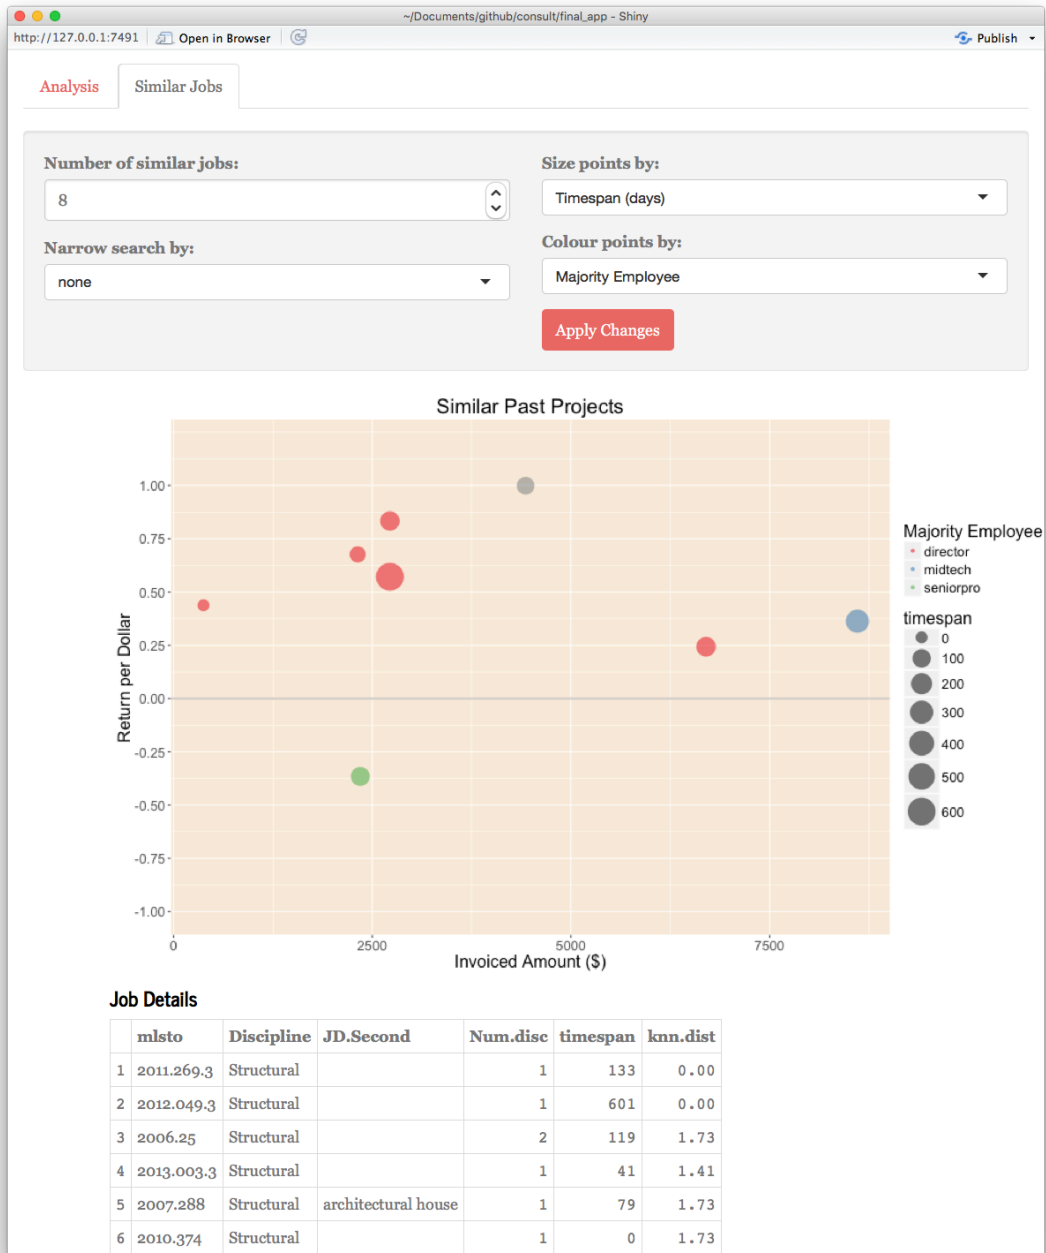 ~/Documents/github/consult/final_app - Shiny
http://127.0.0.1:7491 Open in Browser Publish
Analysis Similar Jobs
Number of similar jobs: Size points by:
8 Timespan (days)
Narrow search by: Colour points by:
none Majority Employee
Apply Changes
Similar Past Projects
1.00
0.75
0.50
0.25
0.00
-0.25
-0.50
-0.75
-1.00
Return per Dollar
0 2500 5000 7500
Invoiced Amount ($)
Majority Employee
director
midtech
seniorpro
timespan
0
100
200
300
400
500
600
Job Details
mlsto Discipline JD.Second Num.disc timespan knn.dist
1 2011.269.3 Structural 1 133 0.00
2 2012.049.3 Structural 1 601 0.00
3 2006.25 Structural 2 119 1.73
4 2013.003.3 Structural 1 41 1.41
5 2007.288 Structural architectural house 1 79 1.73
6 2010.374 Structural 1 0 1.73